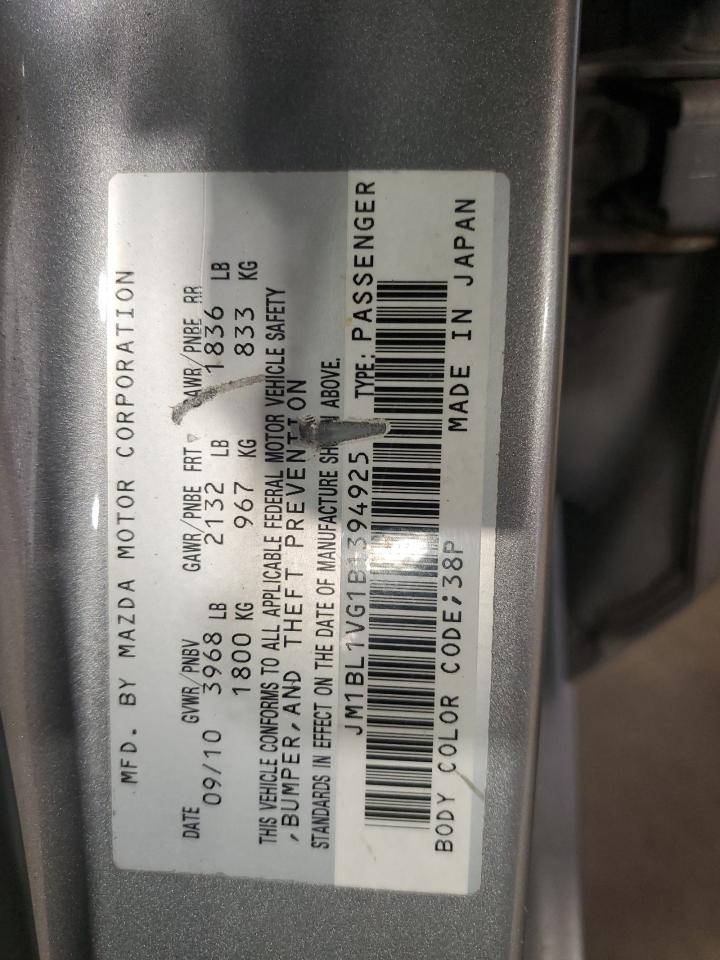 MFD. BY MAZDA MOTOR CORPORATION
DATE GVWR/PNBV GAWR/PNBE FRT GAWR/PNBE RR
09/10 3968 LB 2132 LB 1836 LB
1800 KG 967 KG 833 KG
THIS VEHICLE CONFORMS TO ALL APPLICABLE FEDERAL MOTOR VEHICLE SAFETY
,BUMPER,AND THEFT PREVENTION
STANDARDS IN EFFECT ON THE DATE OF MANUFACTURE SHOWN ABOVE.
JM1BL1VG1B1394925 TYPE: PASSENGER
BODY COLOR CODE;38P MADE IN JAPAN